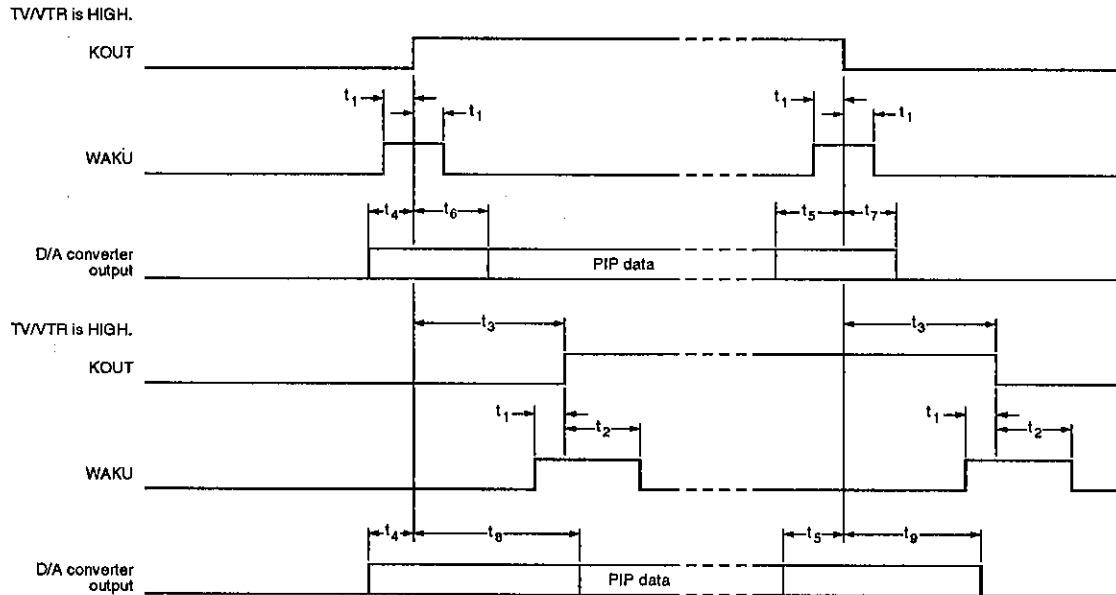 TV/VTR is HIGH.
KOUT
t1
t1
t1
t1
WAKU
t4
t6
t5
t7
D/A converter
output
PIP data
TV/VTR is HIGH.
t3
t3
KOUT
t1
t2
t1
t2
WAKU
t4
t8
t5
t9
D/A converter
output
PIP data